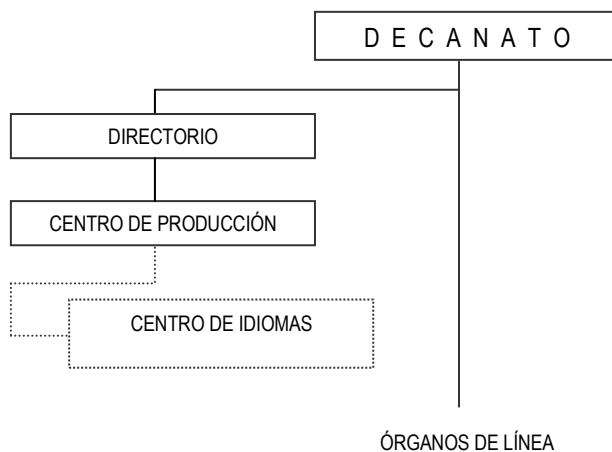 D E C A N A T O
DIRECTORIO
CENTRO DE PRODUCCIÓN
CENTRO DE IDIOMAS
ÓRGANOS DE LÍNEA